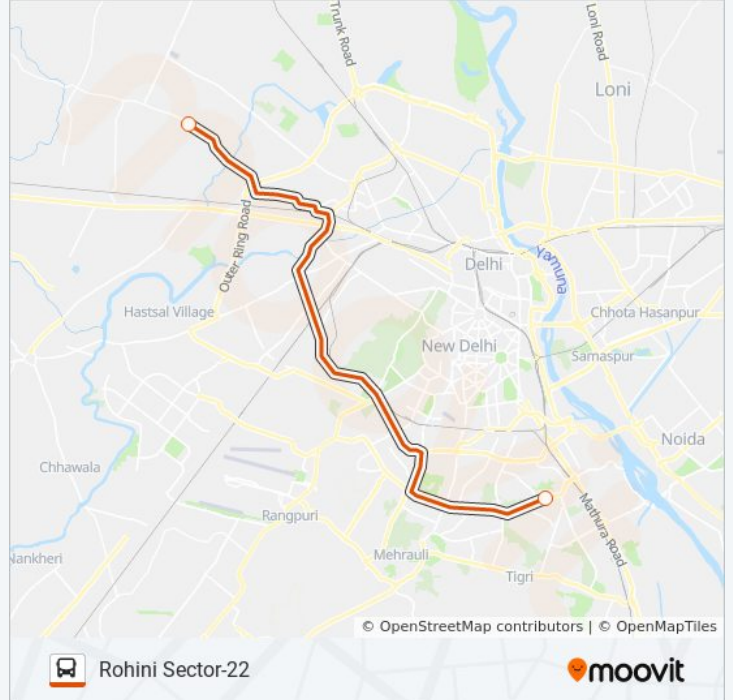 Trunk Road
Loni Road
Loni
Outer Ring Road
Delhi
Yamuna
Hastsal Village
Chhota Hasanpur
New Delhi
Samaspur
Noida
Chhawala
Rangpuri
Mathura Road
Mehrauli
Nankheri
Tigri
© OpenStreetMap contributors | © OpenMapTiles
Rohini Sector-22
moovit